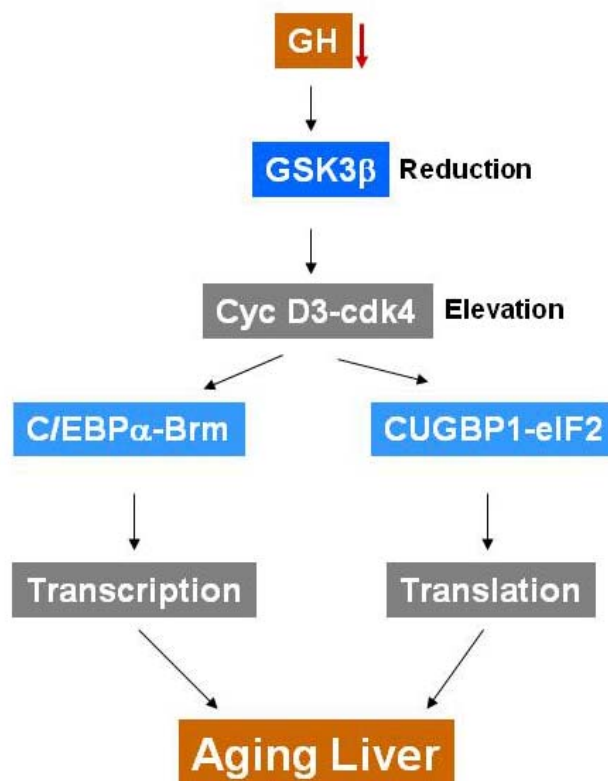 GH
GSK3β Reduction
Cyc D3-cdk4 Elevation
C/EBPα-Brm CUGBP1-eIF2
Transcription Translation
Aging Liver